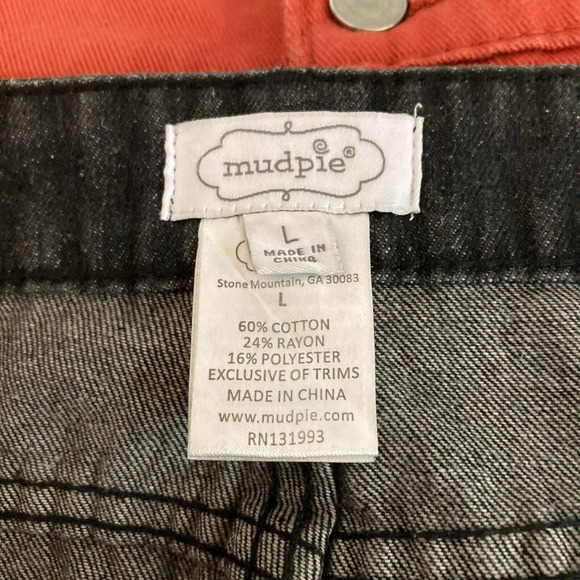 mudpie®
L
MADE IN
CHINA
Stone Mountain, GA 30083
L
60% COTTON
24% RAYON
16% POLYESTER
EXCLUSIVE OF TRIMS
MADE IN CHINA
www.mudpie.com
RN131993